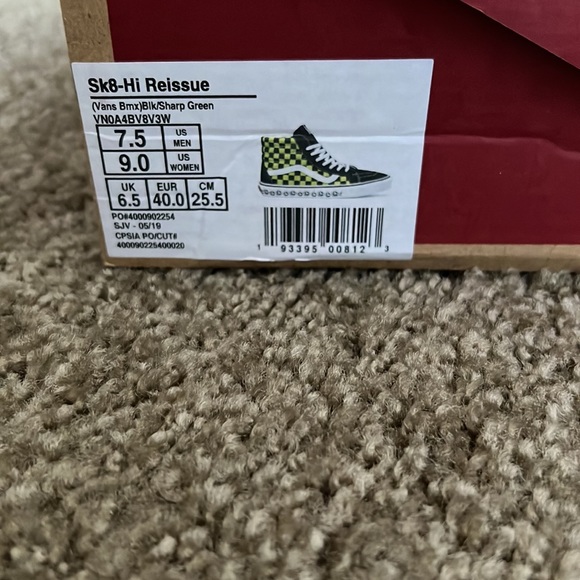 Sk8-Hi Reissue
(Vans Bmx)Blk/Sharp Green
VN0A4BV8V3W
7.5 US MEN
9.0 US WOMEN
UK EUR CM
6.5 40.0 25.5
PO#4000902254
SJV - 05/19
CPSIA PO/CUT#
400090225400020
1 93395 00812 3